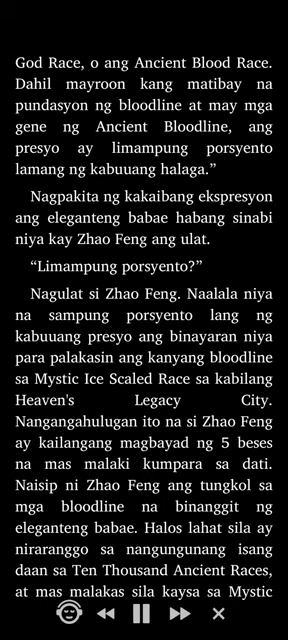 God Race, o ang Ancient Blood Race.
Dahil mayroon kang matibay na
pundasyon ng bloodline at may mga
gene ng Ancient Bloodline, ang
presyo ay limampung porsyento
lamang ng kabuuang halaga.”
Nagpakita ng kakaibang ekspresyon
ang eleganteng babae habang sinabi
niya kay Zhao Feng ang ulat.
“Limampung porsyento?”
Nagulat si Zhao Feng. Naalala niya
na sampung porsyento lang ng
kabuuang presyo ang binayaran niya
para palakasin ang kanyang bloodline
sa Mystic Ice Scaled Race sa kabilang
Heaven's Legacy City.
Nangangahulugan ito na si Zhao Feng
ay kailangang magbayad ng 5 beses
na mas malaki kumpara sa dati.
Naisip ni Zhao Feng ang tungkol sa
mga bloodline na binanggit ng
eleganteng babae. Halos lahat sila ay
niraranggo sa nangungunang isang
daan sa Ten Thousand Ancient Races,
at mas malakas sila kaysa sa Mystic